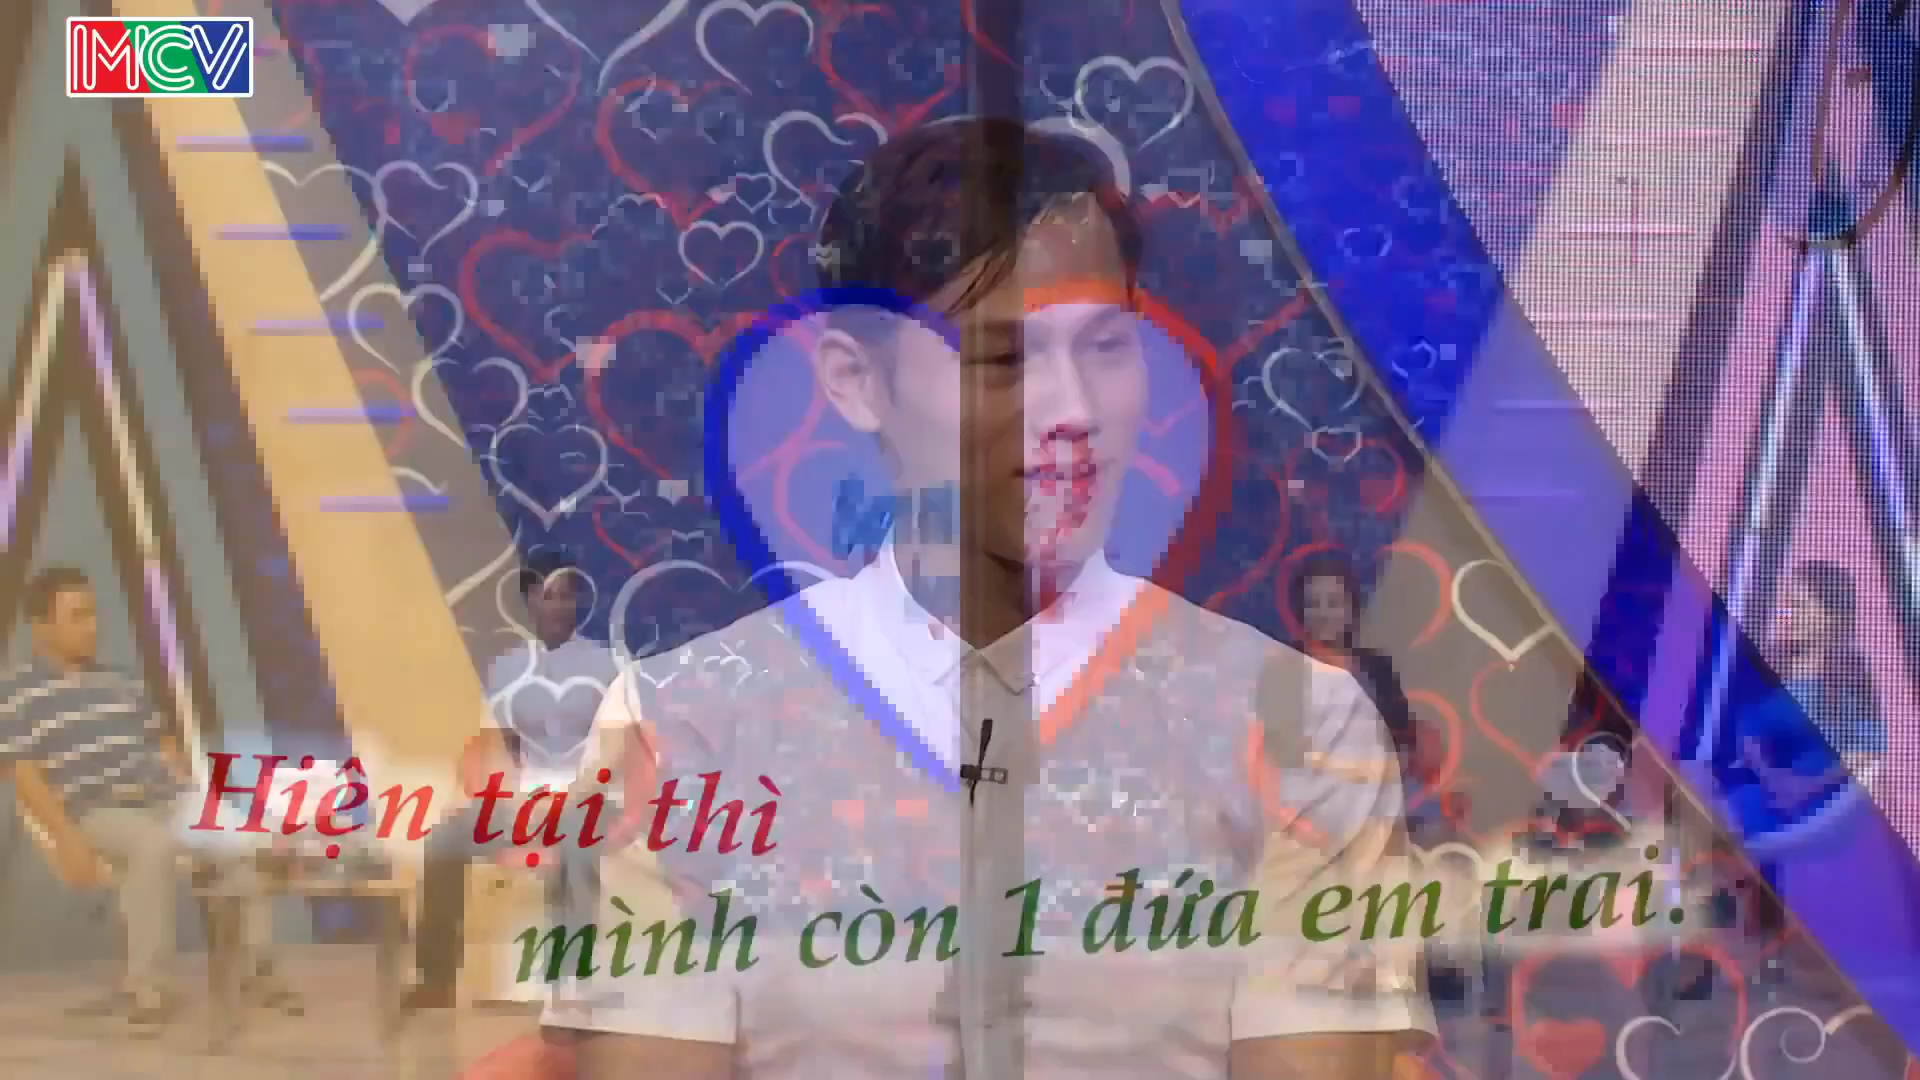 MCV
Hiện tại thì
mình còn 1 đứa em trai.